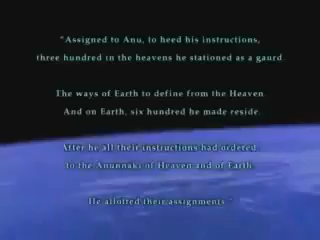 "Assigned to Anu, to heed his instructions,
three hundred in the heavens he stationed as a gaurd.
The ways of Earth to define from the Heaven
And on Earth, six hundred he made reside.
After he all their instructions had ordered,
to the Anunnaki of Heaven and of Earth.
He allotted their assignments."